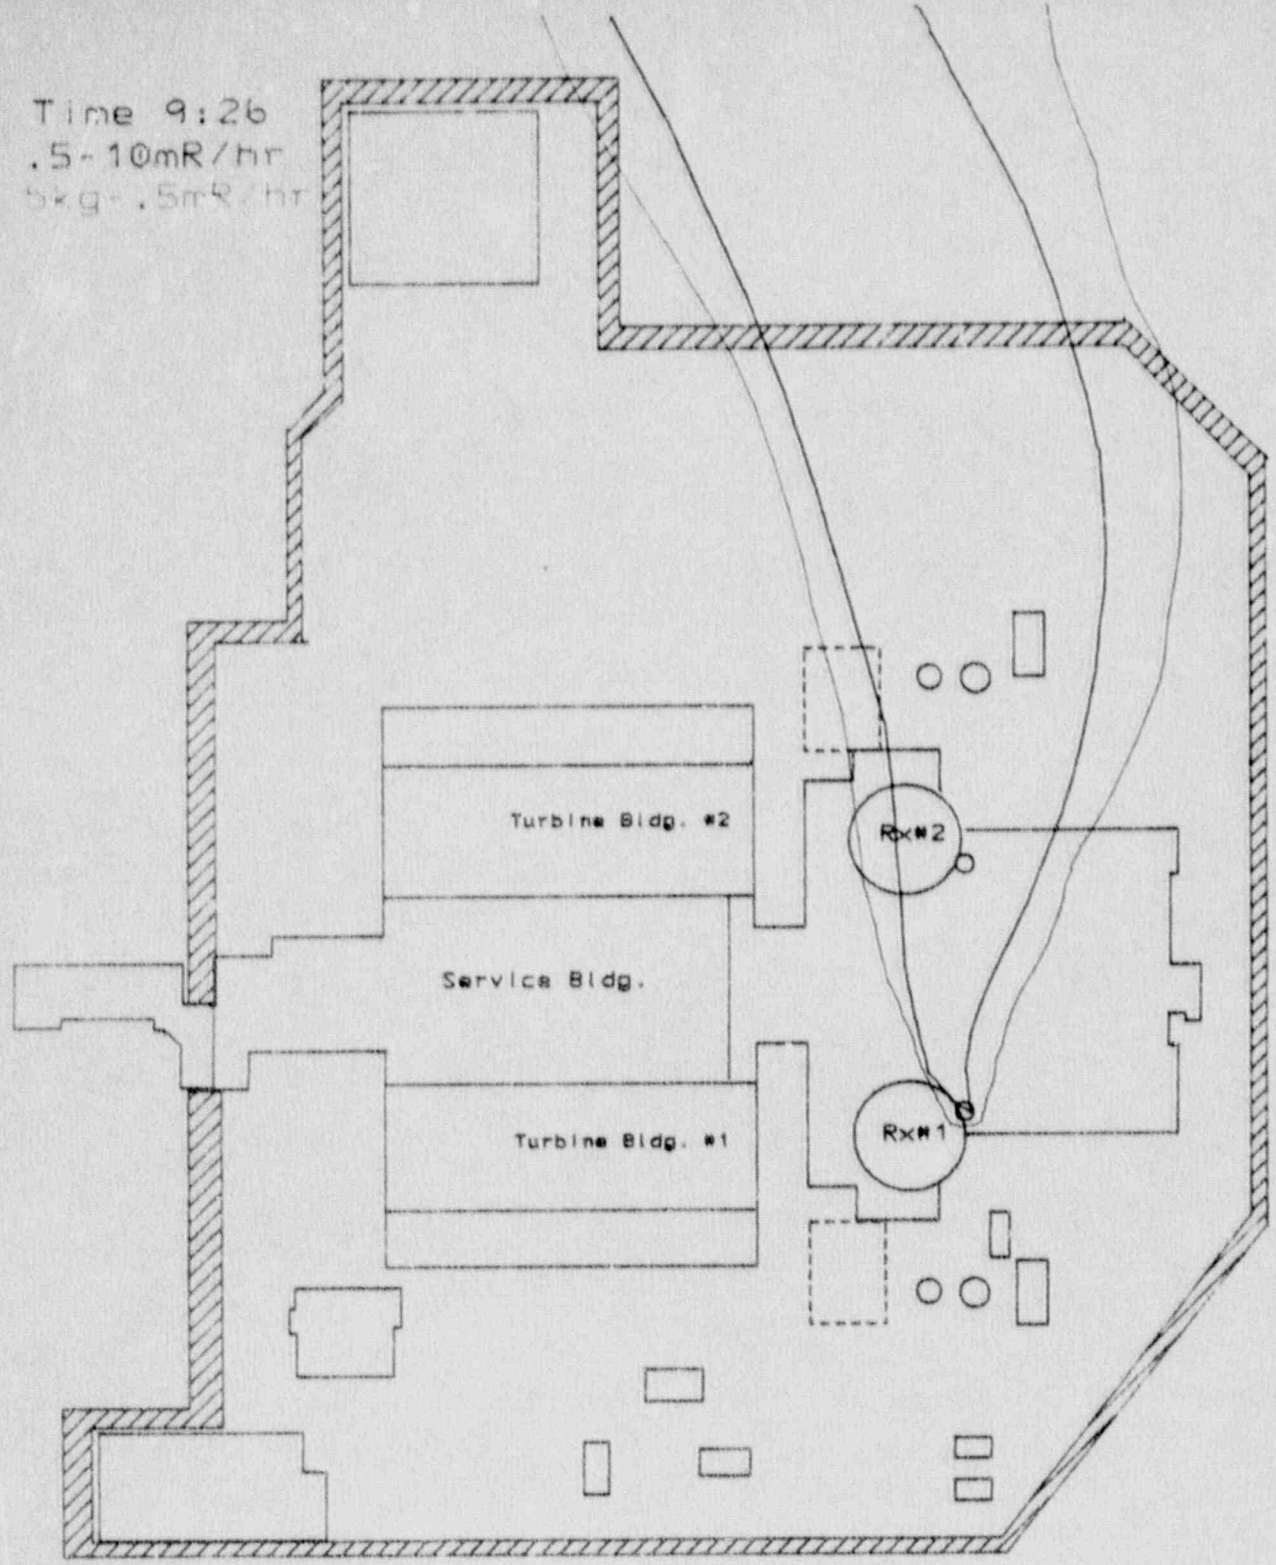 Time 9:26
.5-10mR/hr
bkg-.5mR/hr
Turbine Bldg. #2
Rx#2
Service Bldg.
Turbine Bldg. #1
Rx#1